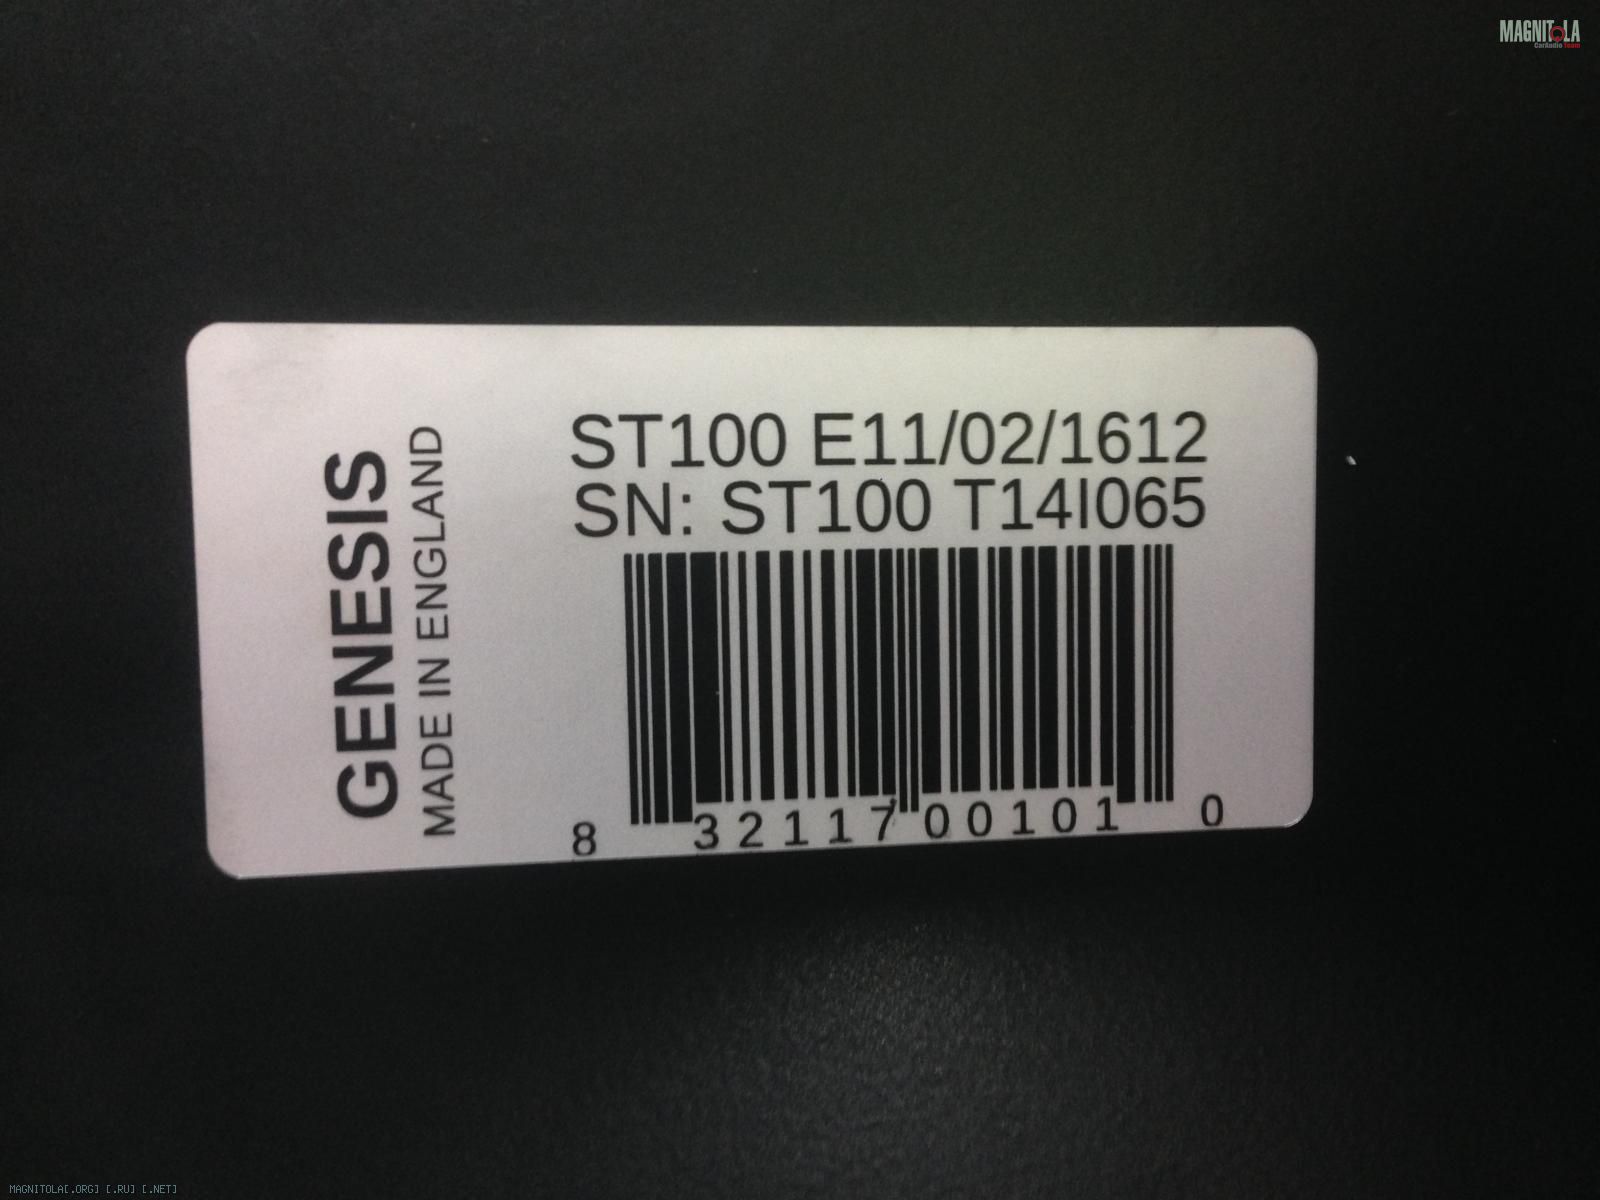 MAGNITOLA
CarAudio Team
GENESIS
MADE IN ENGLAND
ST100 E11/02/1612
SN: ST100 T14I065
8 32117 00101 0
MAGNITOLA[.ORG] [.RU] [.NET]